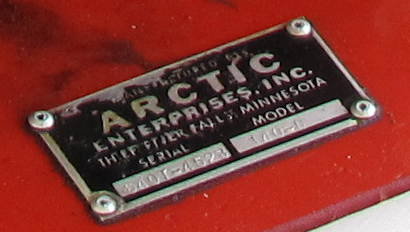 MANUFACTURED BY
ARCTIC
ENTERPRISES, INC.
THIEF RIVER FALLS MINNESOTA
SERIAL MODEL